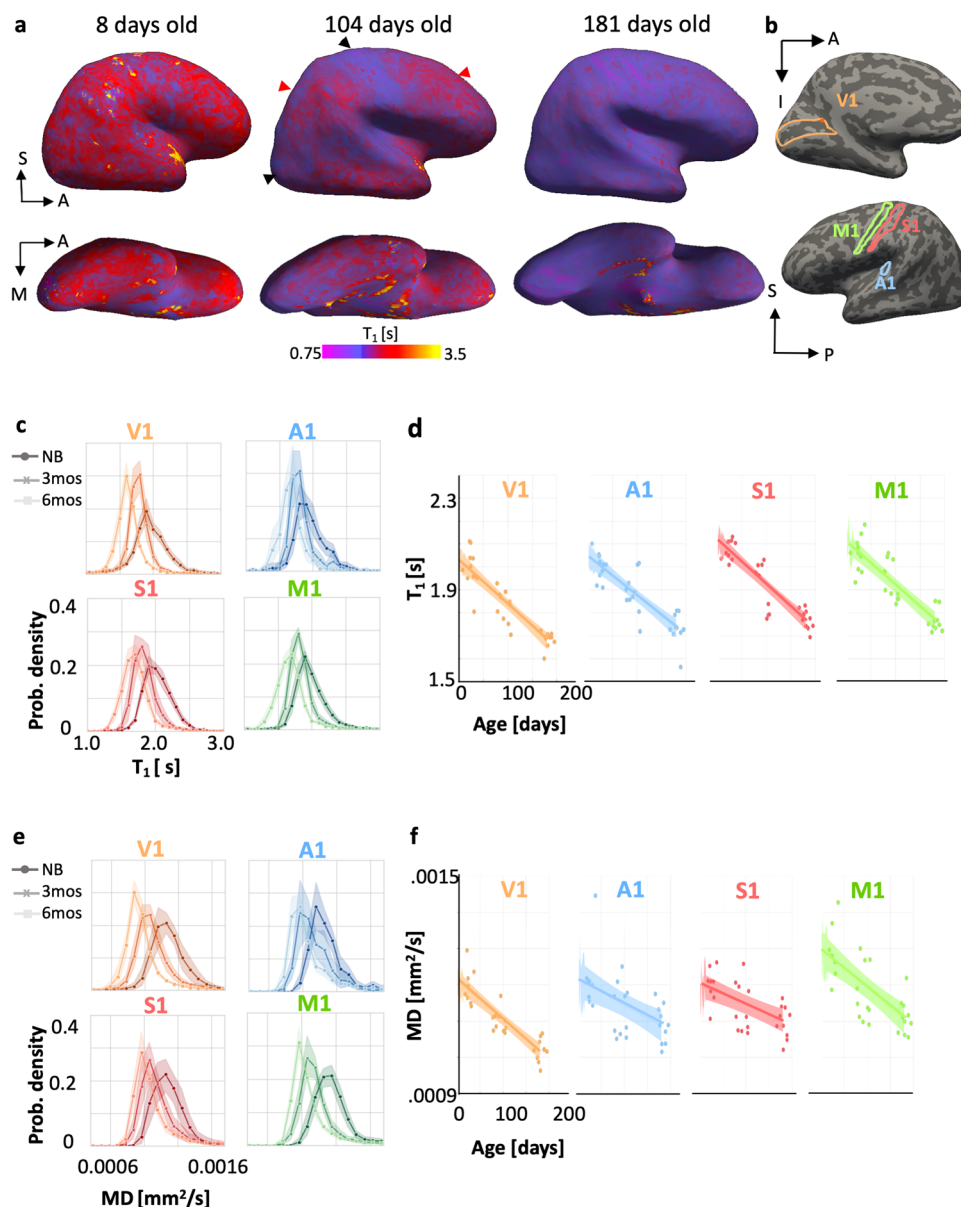 a
8 days old
104 days old
181 days old
b
S
A
A
M
A
I
V1
M1
S1
A1
S
P
T1 [s]
0.75
3.5
c
NB
3mos
6mos
V1
A1
S1
M1
Prob. density
0.4
0.2
0
1.0
2.0
3.0
T1 [ s]
d
V1
A1
S1
M1
T1 [s]
2.3
1.9
1.5
0
100
200
Age [days]
e
NB
3mos
6mos
V1
A1
S1
M1
Prob. density
0.4
0.2
0
0.0006
0.0016
MD [mm²/s]
f
V1
A1
S1
M1
MD [mm²/s]
.0015
.0009
0
100
200
Age [days]